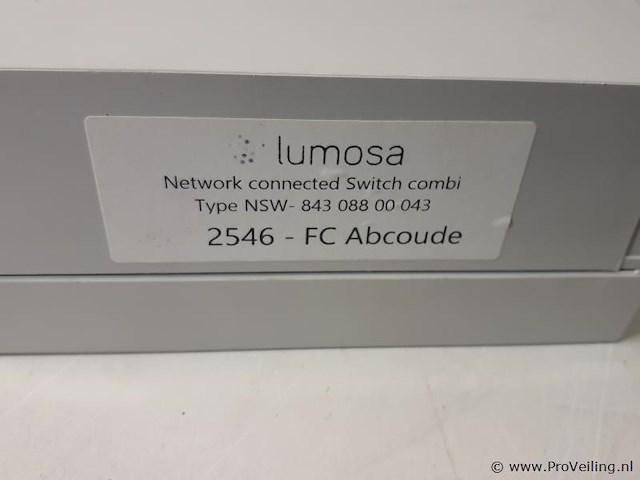 lumosa
Network connected Switch combi
Type NSW- 843 088 00 043
2546 - FC Abcoude
© www.ProVeiling.nl